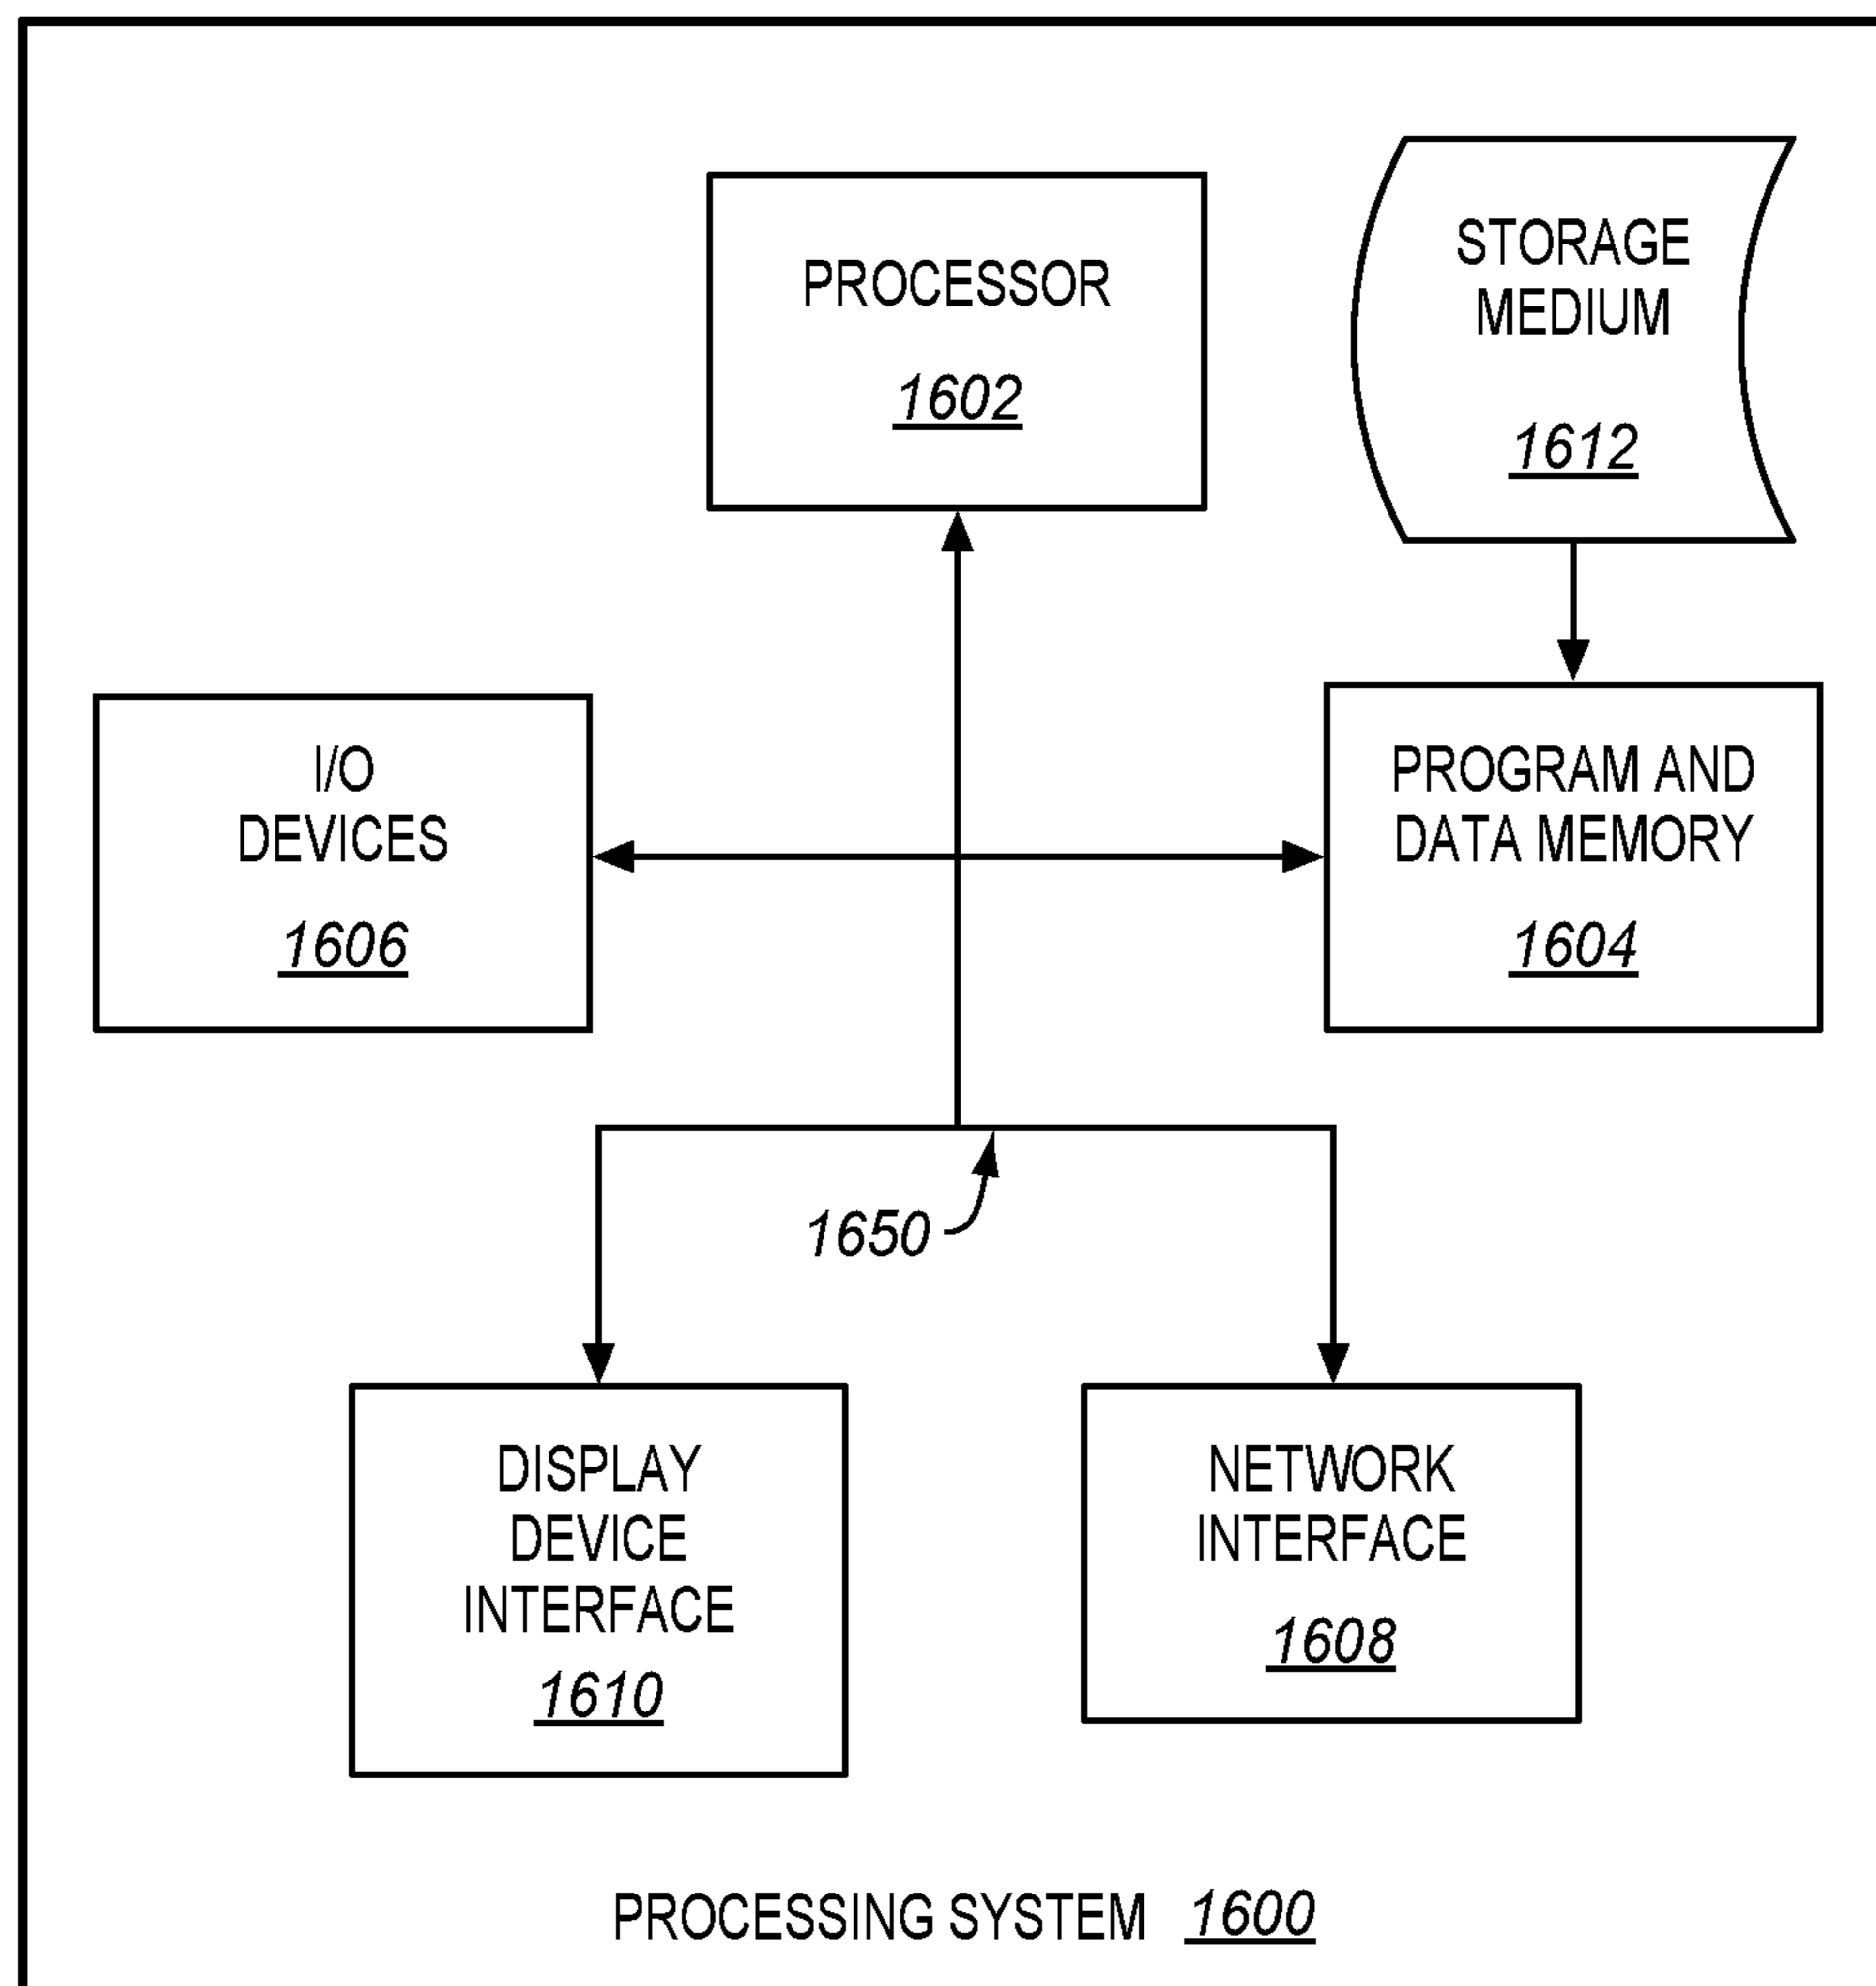 PROCESSOR
1602
STORAGE
MEDIUM
1612
I/O
DEVICES
1606
PROGRAM AND
DATA MEMORY
1604
1650
DISPLAY
DEVICE
INTERFACE
1610
NETWORK
INTERFACE
1608
PROCESSING SYSTEM 1600